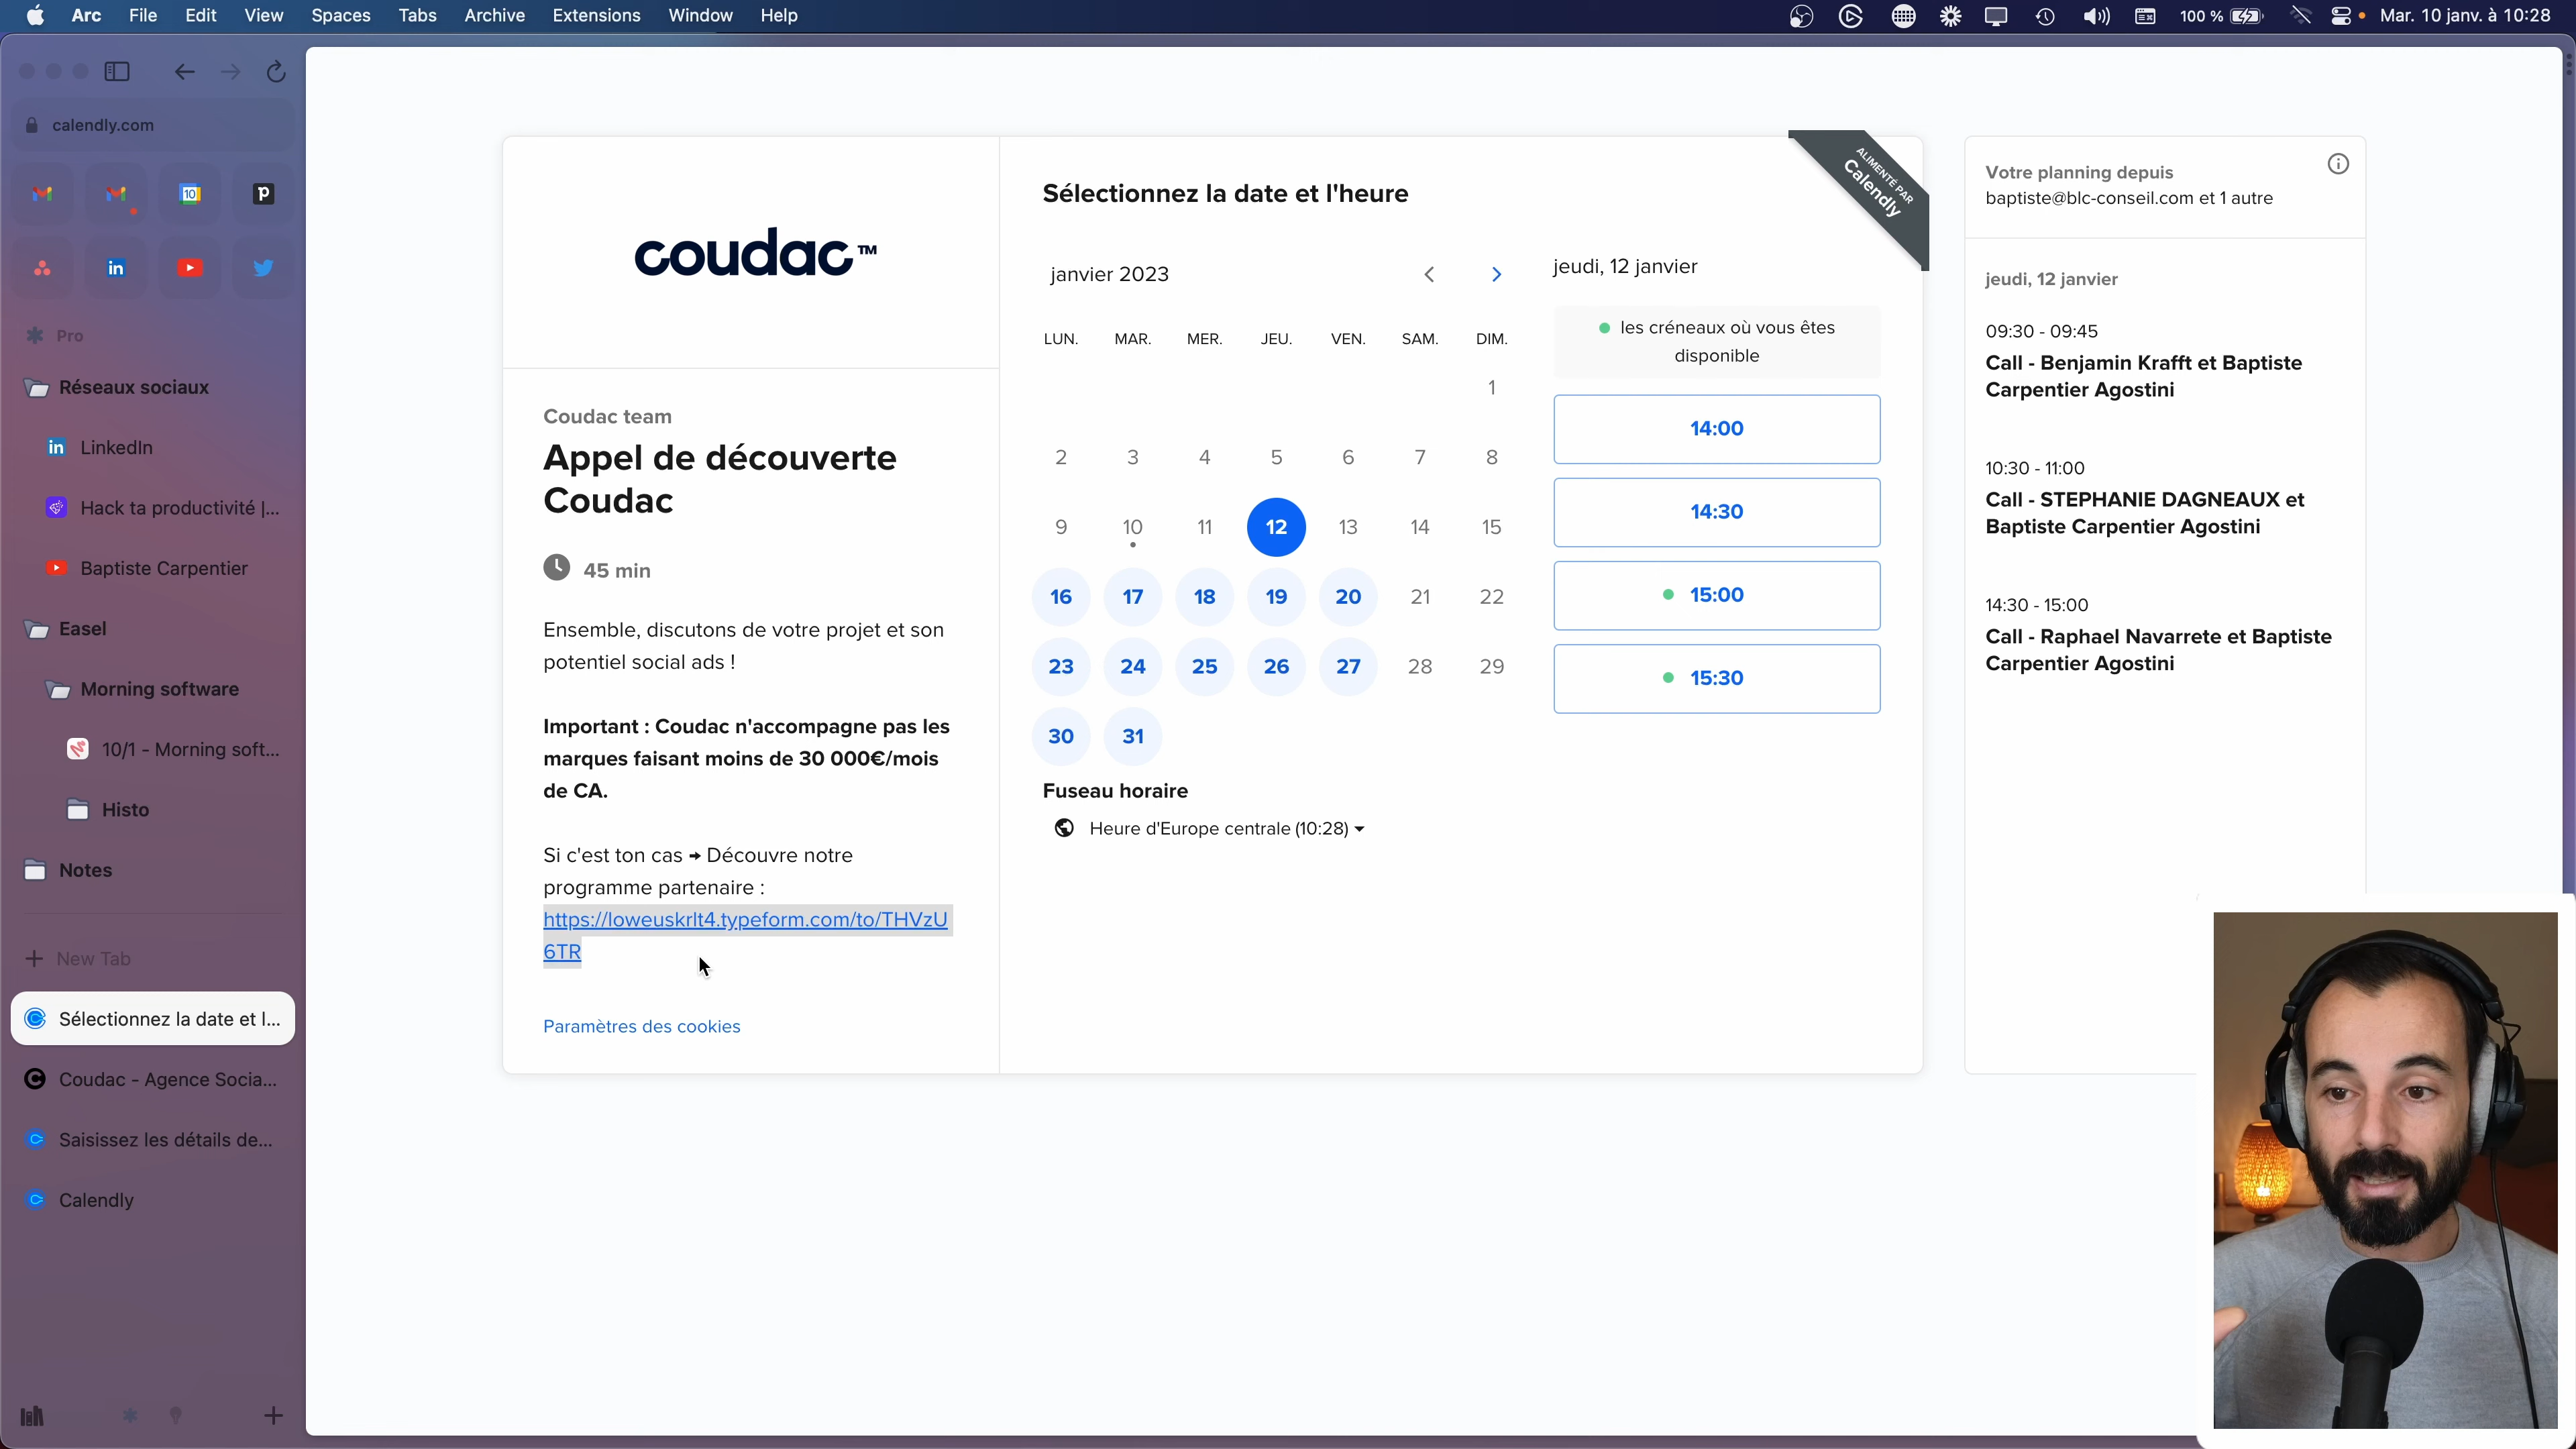 Arc File Edit View Spaces Tabs Archive Extensions Window Help
100 % Mar. 10 janv. à 10:28
calendly.com
10
Pro
Réseaux sociaux
LinkedIn
Hack ta productivité |...
Baptiste Carpentier
Easel
Morning software
10/1 - Morning soft...
Histo
Notes
New Tab
Sélectionnez la date et l...
Coudac - Agence Socia...
Saisissez les détails de...
Calendly
coudac™
Coudac team
Appel de découverte
Coudac
45 min
Ensemble, discutons de votre projet et son
potentiel social ads !
Important : Coudac n'accompagne pas les
marques faisant moins de 30 000€/mois
de CA.
Si c'est ton cas → Découvre notre
programme partenaire :
https://loweuskrlt4.typeform.com/to/THVzU
6TR
Paramètres des cookies
Sélectionnez la date et l'heure
janvier 2023
LUN. MAR. MER. JEU. VEN. SAM. DIM.
1
2 3 4 5 6 7 8
9 10 11 12 13 14 15
16 17 18 19 20 21 22
23 24 25 26 27 28 29
30 31
Fuseau horaire
Heure d'Europe centrale (10:28)
jeudi, 12 janvier
les créneaux où vous êtes
disponible
14:00
14:30
15:00
15:30
ALIMENTÉ PAR
Calendly
Votre planning depuis
baptiste@blc-conseil.com et 1 autre
jeudi, 12 janvier
09:30 - 09:45
Call - Benjamin Krafft et Baptiste
Carpentier Agostini
10:30 - 11:00
Call - STEPHANIE DAGNEAUX et
Baptiste Carpentier Agostini
14:30 - 15:00
Call - Raphael Navarrete et Baptiste
Carpentier Agostini